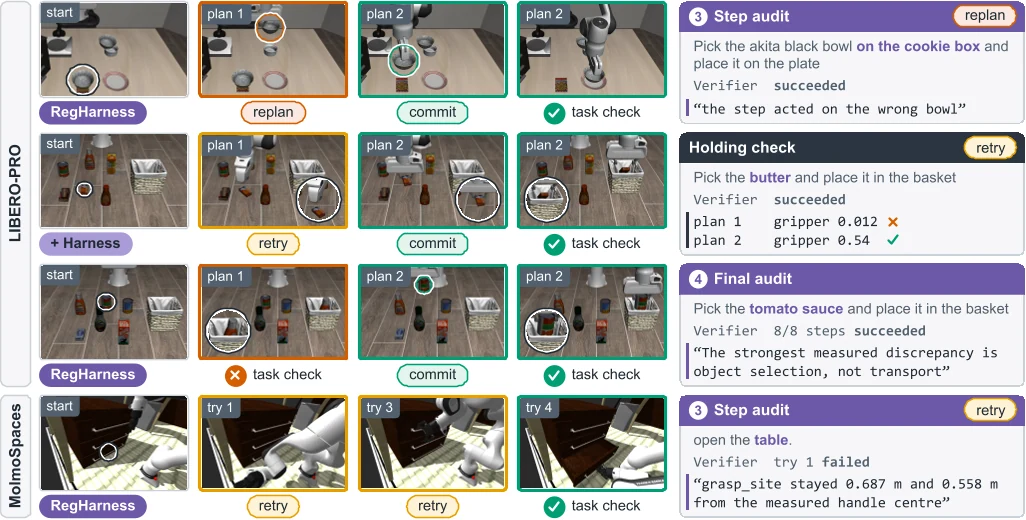 LIBERO-PRO
start
plan 1
plan 2
plan 2
RegHarness
replan
commit
task check
3 Step audit
replan
Pick the akita black bowl on the cookie box and
place it on the plate
Verifier succeeded
“the step acted on the wrong bowl”
start
plan 1
plan 2
plan 2
+ Harness
retry
commit
task check
Holding check
retry
Pick the butter and place it in the basket
Verifier succeeded
plan 1 gripper 0.012 ✕
plan 2 gripper 0.54 ✓
start
plan 1
plan 2
plan 2
RegHarness
task check
commit
task check
4 Final audit
Pick the tomato sauce and place it in the basket
Verifier 8/8 steps succeeded
“The strongest measured discrepancy is
object selection, not transport”
MolmoSpaces
start
try 1
try 3
try 4
RegHarness
retry
retry
task check
3 Step audit
retry
open the table.
Verifier try 1 failed
“grasp_site stayed 0.687 m and 0.558 m
from the measured handle centre”